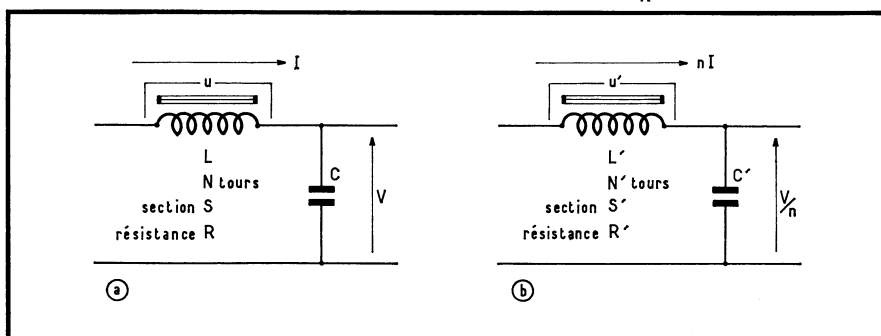 R
I
u
L
N tours
section S
résistance R
C
V
ⓐ
nI
u′
L′
N′ tours
section S′
résistance R′
C′
V/n
ⓑ